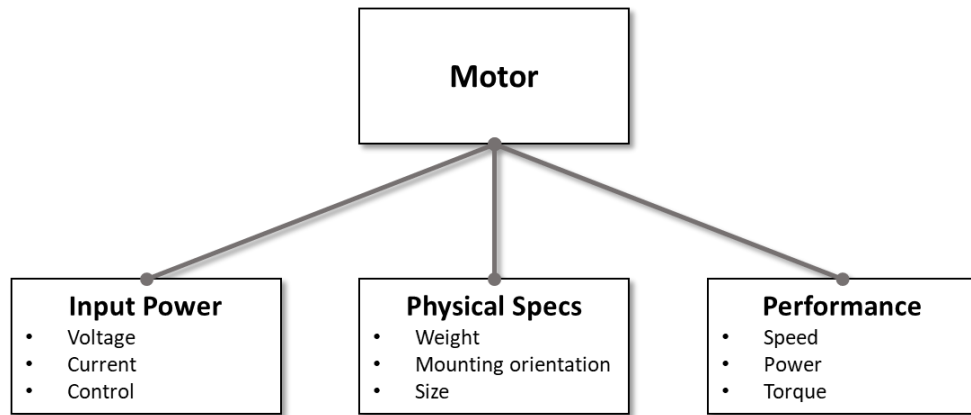 Motor
Input Power
• Voltage
• Current
• Control
Physical Specs
• Weight
• Mounting orientation
• Size
Performance
• Speed
• Power
• Torque